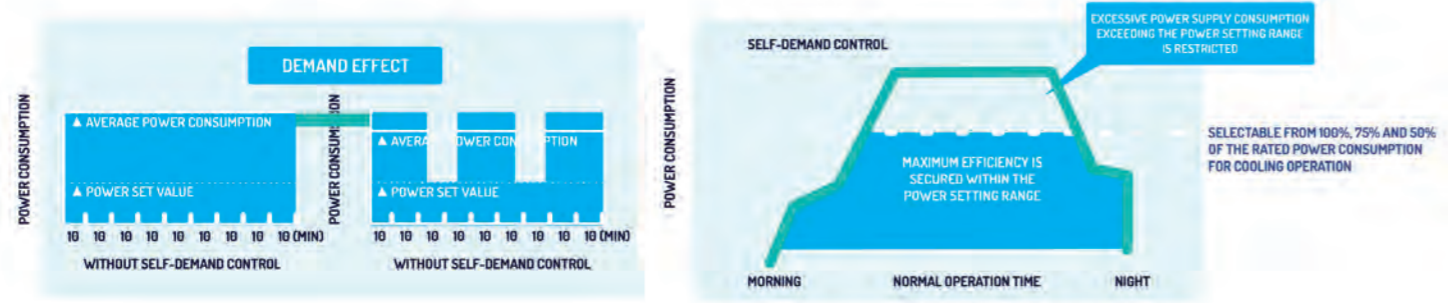 DEMAND EFFECT
POWER CONSUMPTION
▲ AVERAGE POWER CONSUMPTION
▲ POWER SET VALUE
10 10 10 10 10 10 10 10 10 (MIN)
WITHOUT SELF-DEMAND CONTROL
POWER CONSUMPTION
▲ AVERAGE POWER CONSUMPTION
▲ POWER SET VALUE
10 10 10 10 10 10 10 10 10 (MIN)
WITHOUT SELF-DEMAND CONTROL
SELF-DEMAND CONTROL
EXCESSIVE POWER SUPPLY CONSUMPTION
EXCEEDING THE POWER SETTING RANGE
IS RESTRICTED
POWER CONSUMPTION
MAXIMUM EFFICIENCY IS
SECURED WITHIN THE
POWER SETTING RANGE
SELECTABLE FROM 100%, 75% AND 50%
OF THE RATED POWER CONSUMPTION
FOR COOLING OPERATION
MORNING
NORMAL OPERATION TIME
NIGHT